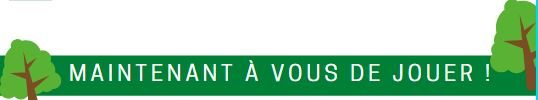 MAINTENANT À VOUS DE JOUER !